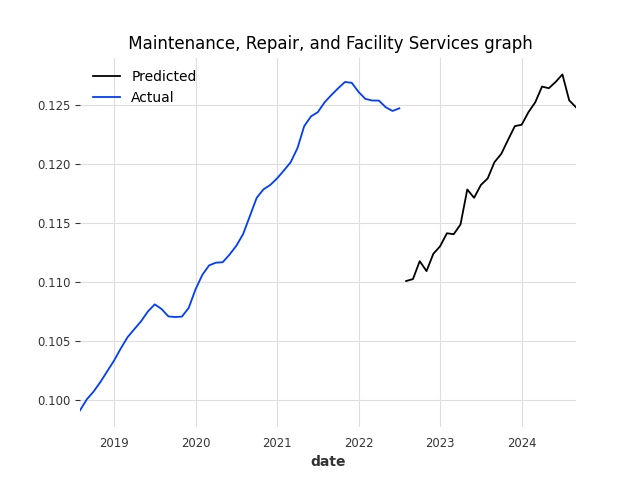 Maintenance, Repair, and Facility Services graph
Predicted
Actual
0.125
0.120
0.115
0.110
0.105
0.100
2019 2020 2021 2022 2023 2024
date